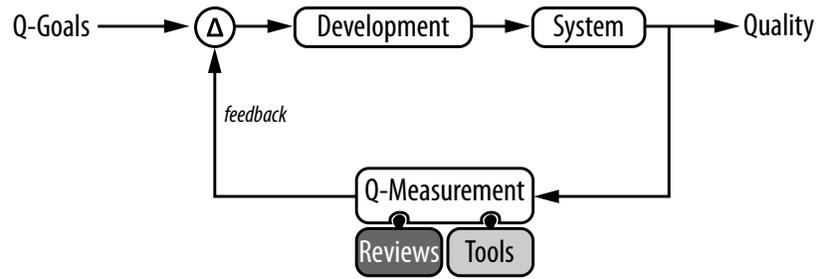 Q-Goals
Δ
Development
System
Quality
feedback
Q-Measurement
Reviews
Tools